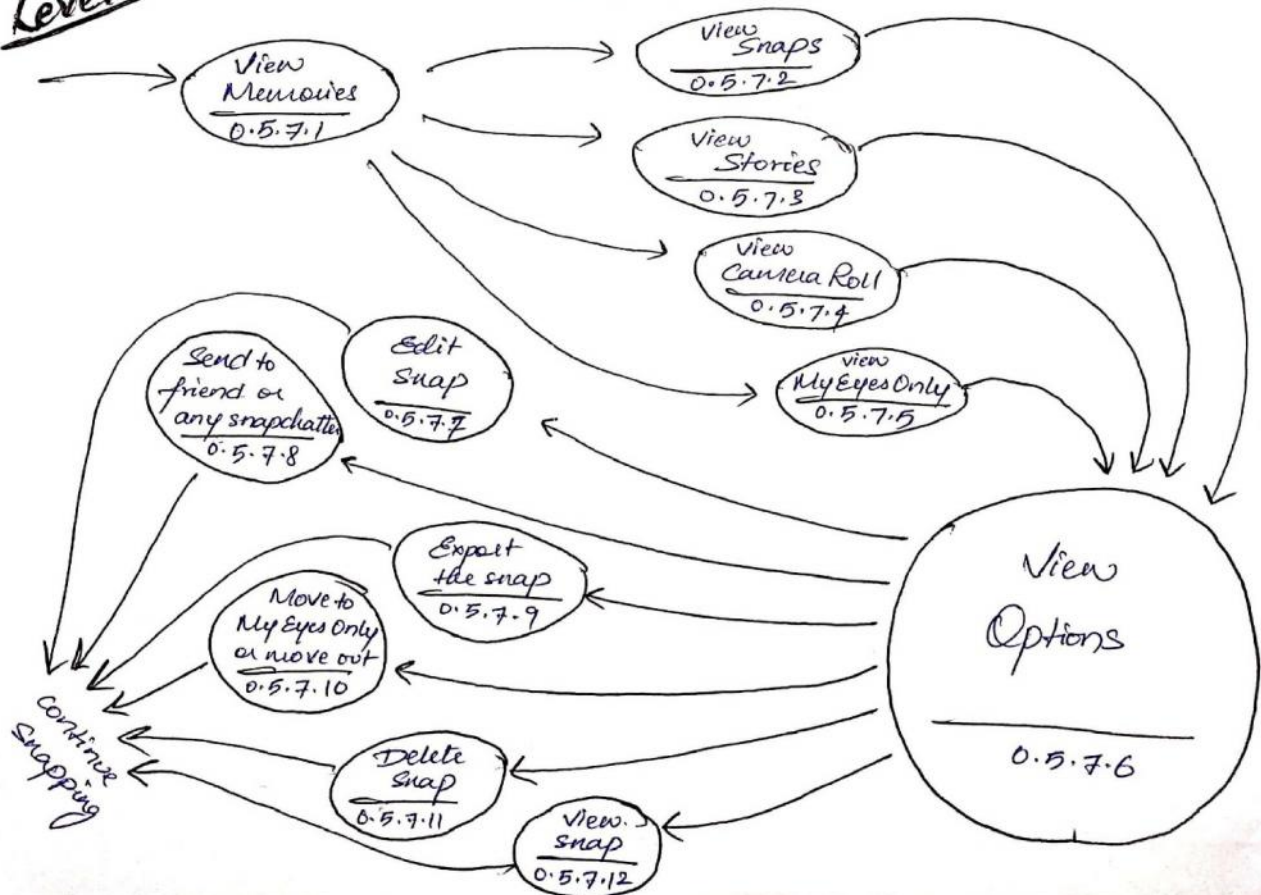 Level
View
Memories
0.5.7.1
View
Snaps
0.5.7.2
View
Stories
0.5.7.3
View
Camera Roll
0.5.7.4
View
My Eyes Only
0.5.7.5
Edit
Snap
0.5.7.7
Send to
friend or
any snapchatter
0.5.7.8
Export
the snap
0.5.7.9
Move to
My Eyes Only
or move out
0.5.7.10
Delete
Snap
0.5.7.11
View
snap
0.5.7.12
View
Options
0.5.7.6
continue
snapping